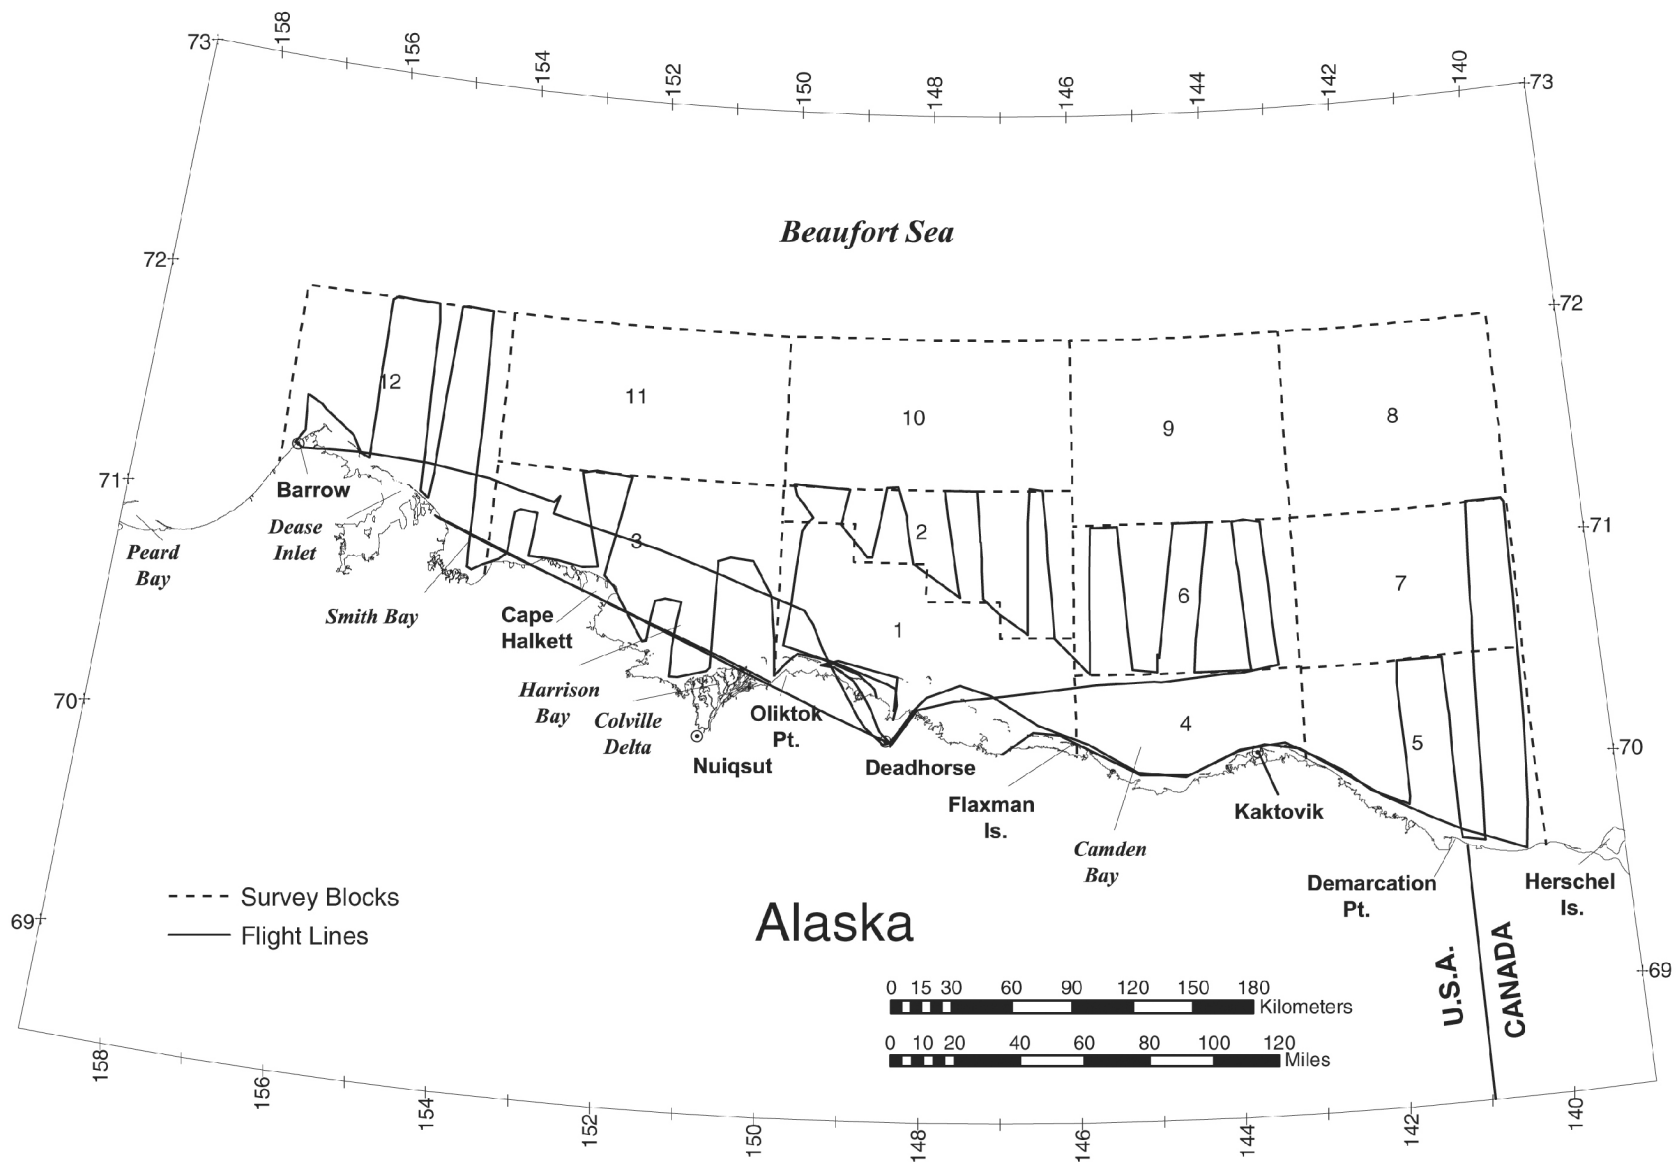 158
156
154
152
150
148
146
144
142
140
73
73
Beaufort Sea
72
72
12
11
10
9
8
71
71
Barrow
Dease
Inlet
Peard
Bay
3
2
6
7
Smith Bay
Cape
Halkett
1
70
70
Harrison
Bay
Colville
Delta
Oliktok
Pt.
4
5
Nuiqsut
Deadhorse
Flaxman
Is.
Kaktovik
Camden
Bay
Demarcation
Pt.
Herschel
Is.
Survey Blocks
Flight Lines
69
69
Alaska
U.S.A.
CANADA
0 15 30 60 90 120 150 180
Kilometers
0 10 20 40 60 80 100 120
Miles
158
156
154
152
150
148
146
144
142
140